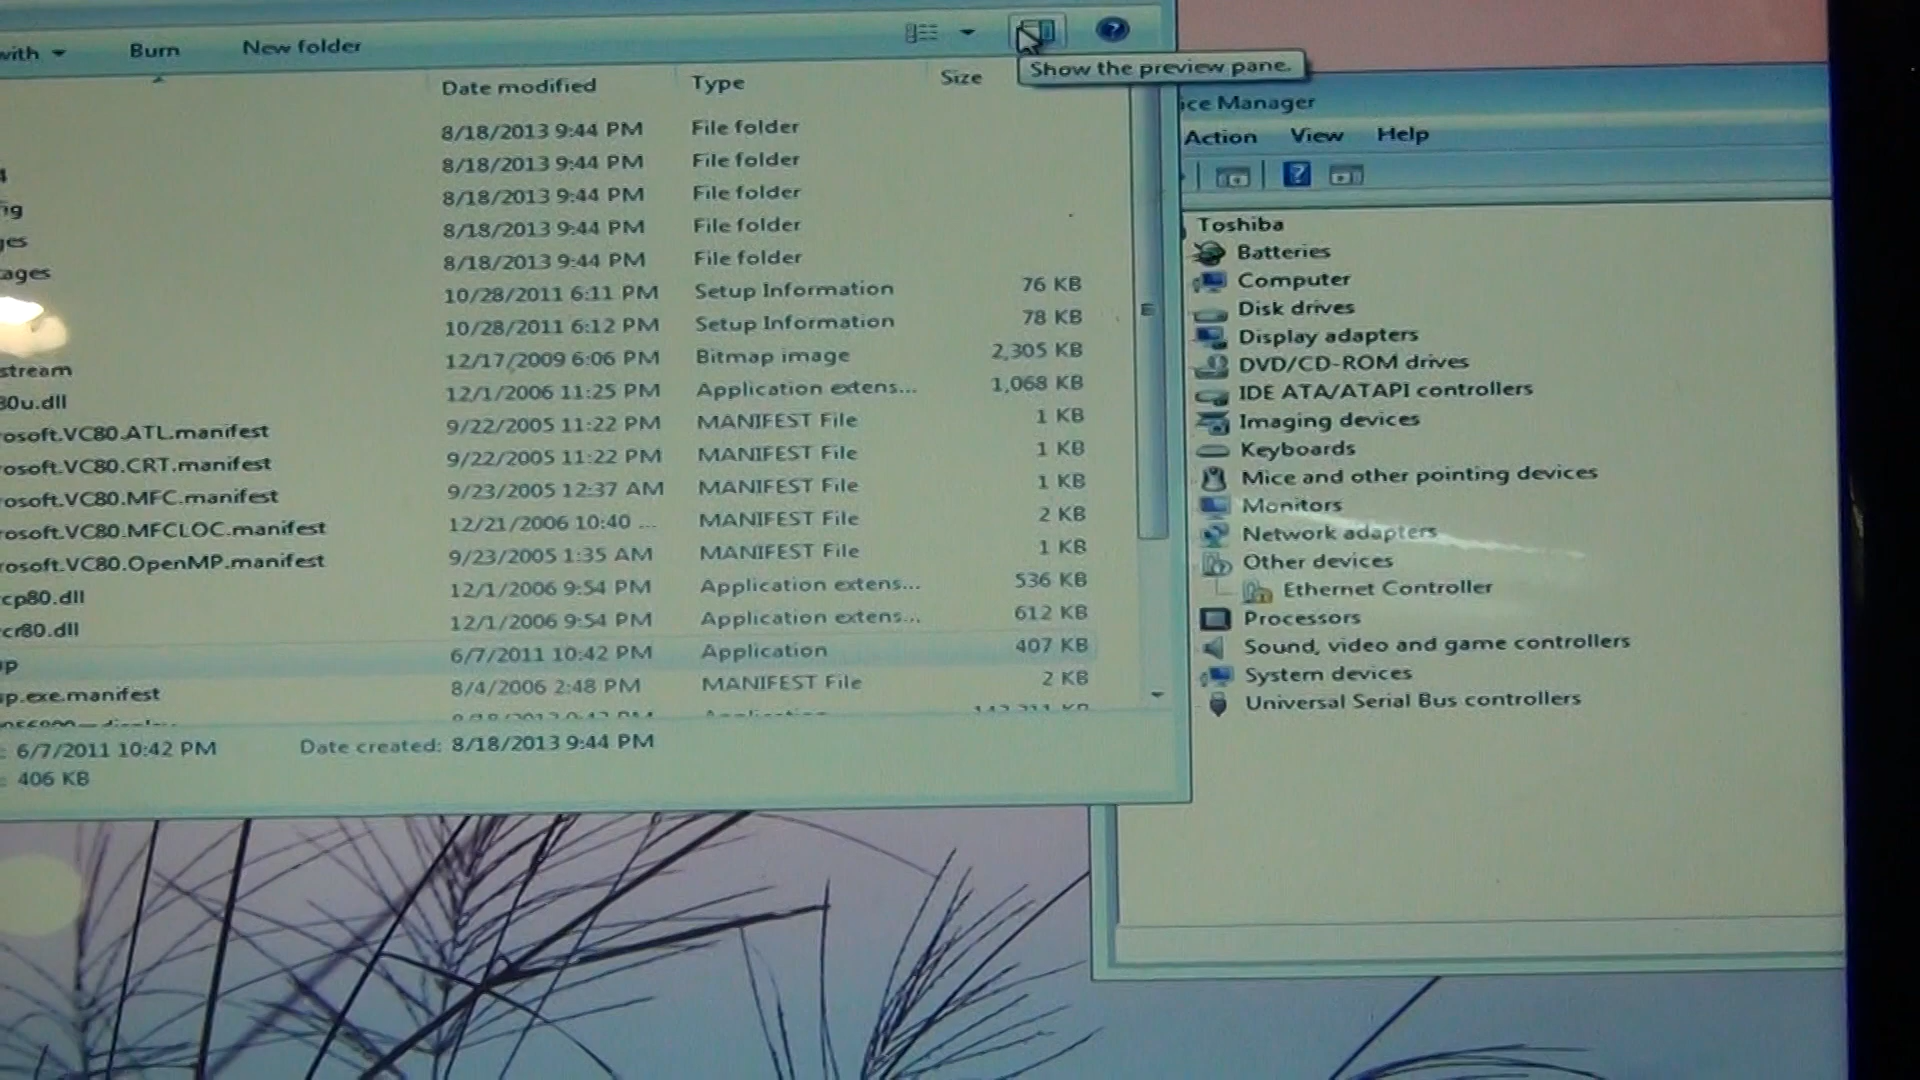 with Burn New folder
Show the preview pane.
Date modified Type Size
8/18/2013 9:44 PM File folder
4 8/18/2013 9:44 PM File folder
8/18/2013 9:44 PM File folder
8/18/2013 9:44 PM File folder
ages 8/18/2013 9:44 PM File folder
10/28/2011 6:11 PM Setup Information 76 KB
10/28/2011 6:12 PM Setup Information 78 KB
stream 12/17/2009 6:06 PM Bitmap image 2,305 KB
80u.dll 12/1/2006 11:25 PM Application extens... 1,068 KB
osoft.VC80.ATL.manifest 9/22/2005 11:22 PM MANIFEST File 1 KB
osoft.VC80.CRT.manifest 9/22/2005 11:22 PM MANIFEST File 1 KB
osoft.VC80.MFC.manifest 9/23/2005 12:37 AM MANIFEST File 1 KB
osoft.VC80.MFCLOC.manifest 12/21/2006 10:40 ... MANIFEST File 2 KB
osoft.VC80.OpenMP.manifest 9/23/2005 1:35 AM MANIFEST File 1 KB
cp80.dll 12/1/2006 9:54 PM Application extens... 536 KB
cr80.dll 12/1/2006 9:54 PM Application extens... 612 KB
up 6/7/2011 10:42 PM Application 407 KB
p.exe.manifest 8/4/2006 2:48 PM MANIFEST File 2 KB
6/7/2011 10:42 PM Date created: 8/18/2013 9:44 PM
406 KB
ice Manager
Action View Help
Toshiba
Batteries
Computer
Disk drives
Display adapters
DVD/CD-ROM drives
IDE ATA/ATAPI controllers
Imaging devices
Keyboards
Mice and other pointing devices
Monitors
Network adapters
Other devices
Ethernet Controller
Processors
Sound, video and game controllers
System devices
Universal Serial Bus controllers